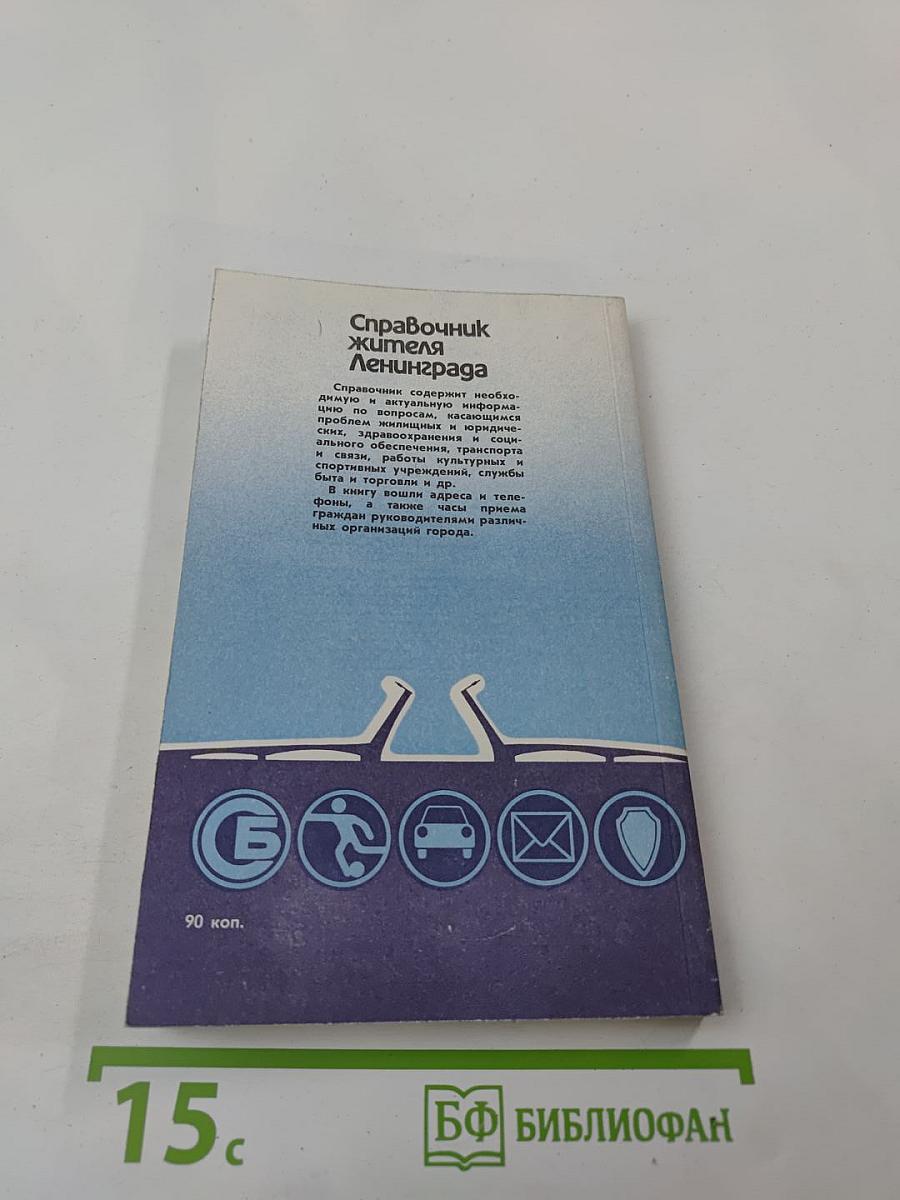 Справочник
жителя
Ленинграда
Справочник содержит необхо-
димую и актуальную информа-
цию по вопросам, касающимся
проблем жилищных и юридиче-
ских, здравоохранения и соци-
ального обеспечения, транспорта
и связи, работы культурных и
спортивных учреждений, службы
быта и торговли и др.
В книгу вошли адреса и теле-
фоны, а также часы приема
граждан руководителями различ-
ных организаций города.
СБ
90 коп.
15 с
БФ БИБЛИОФАН